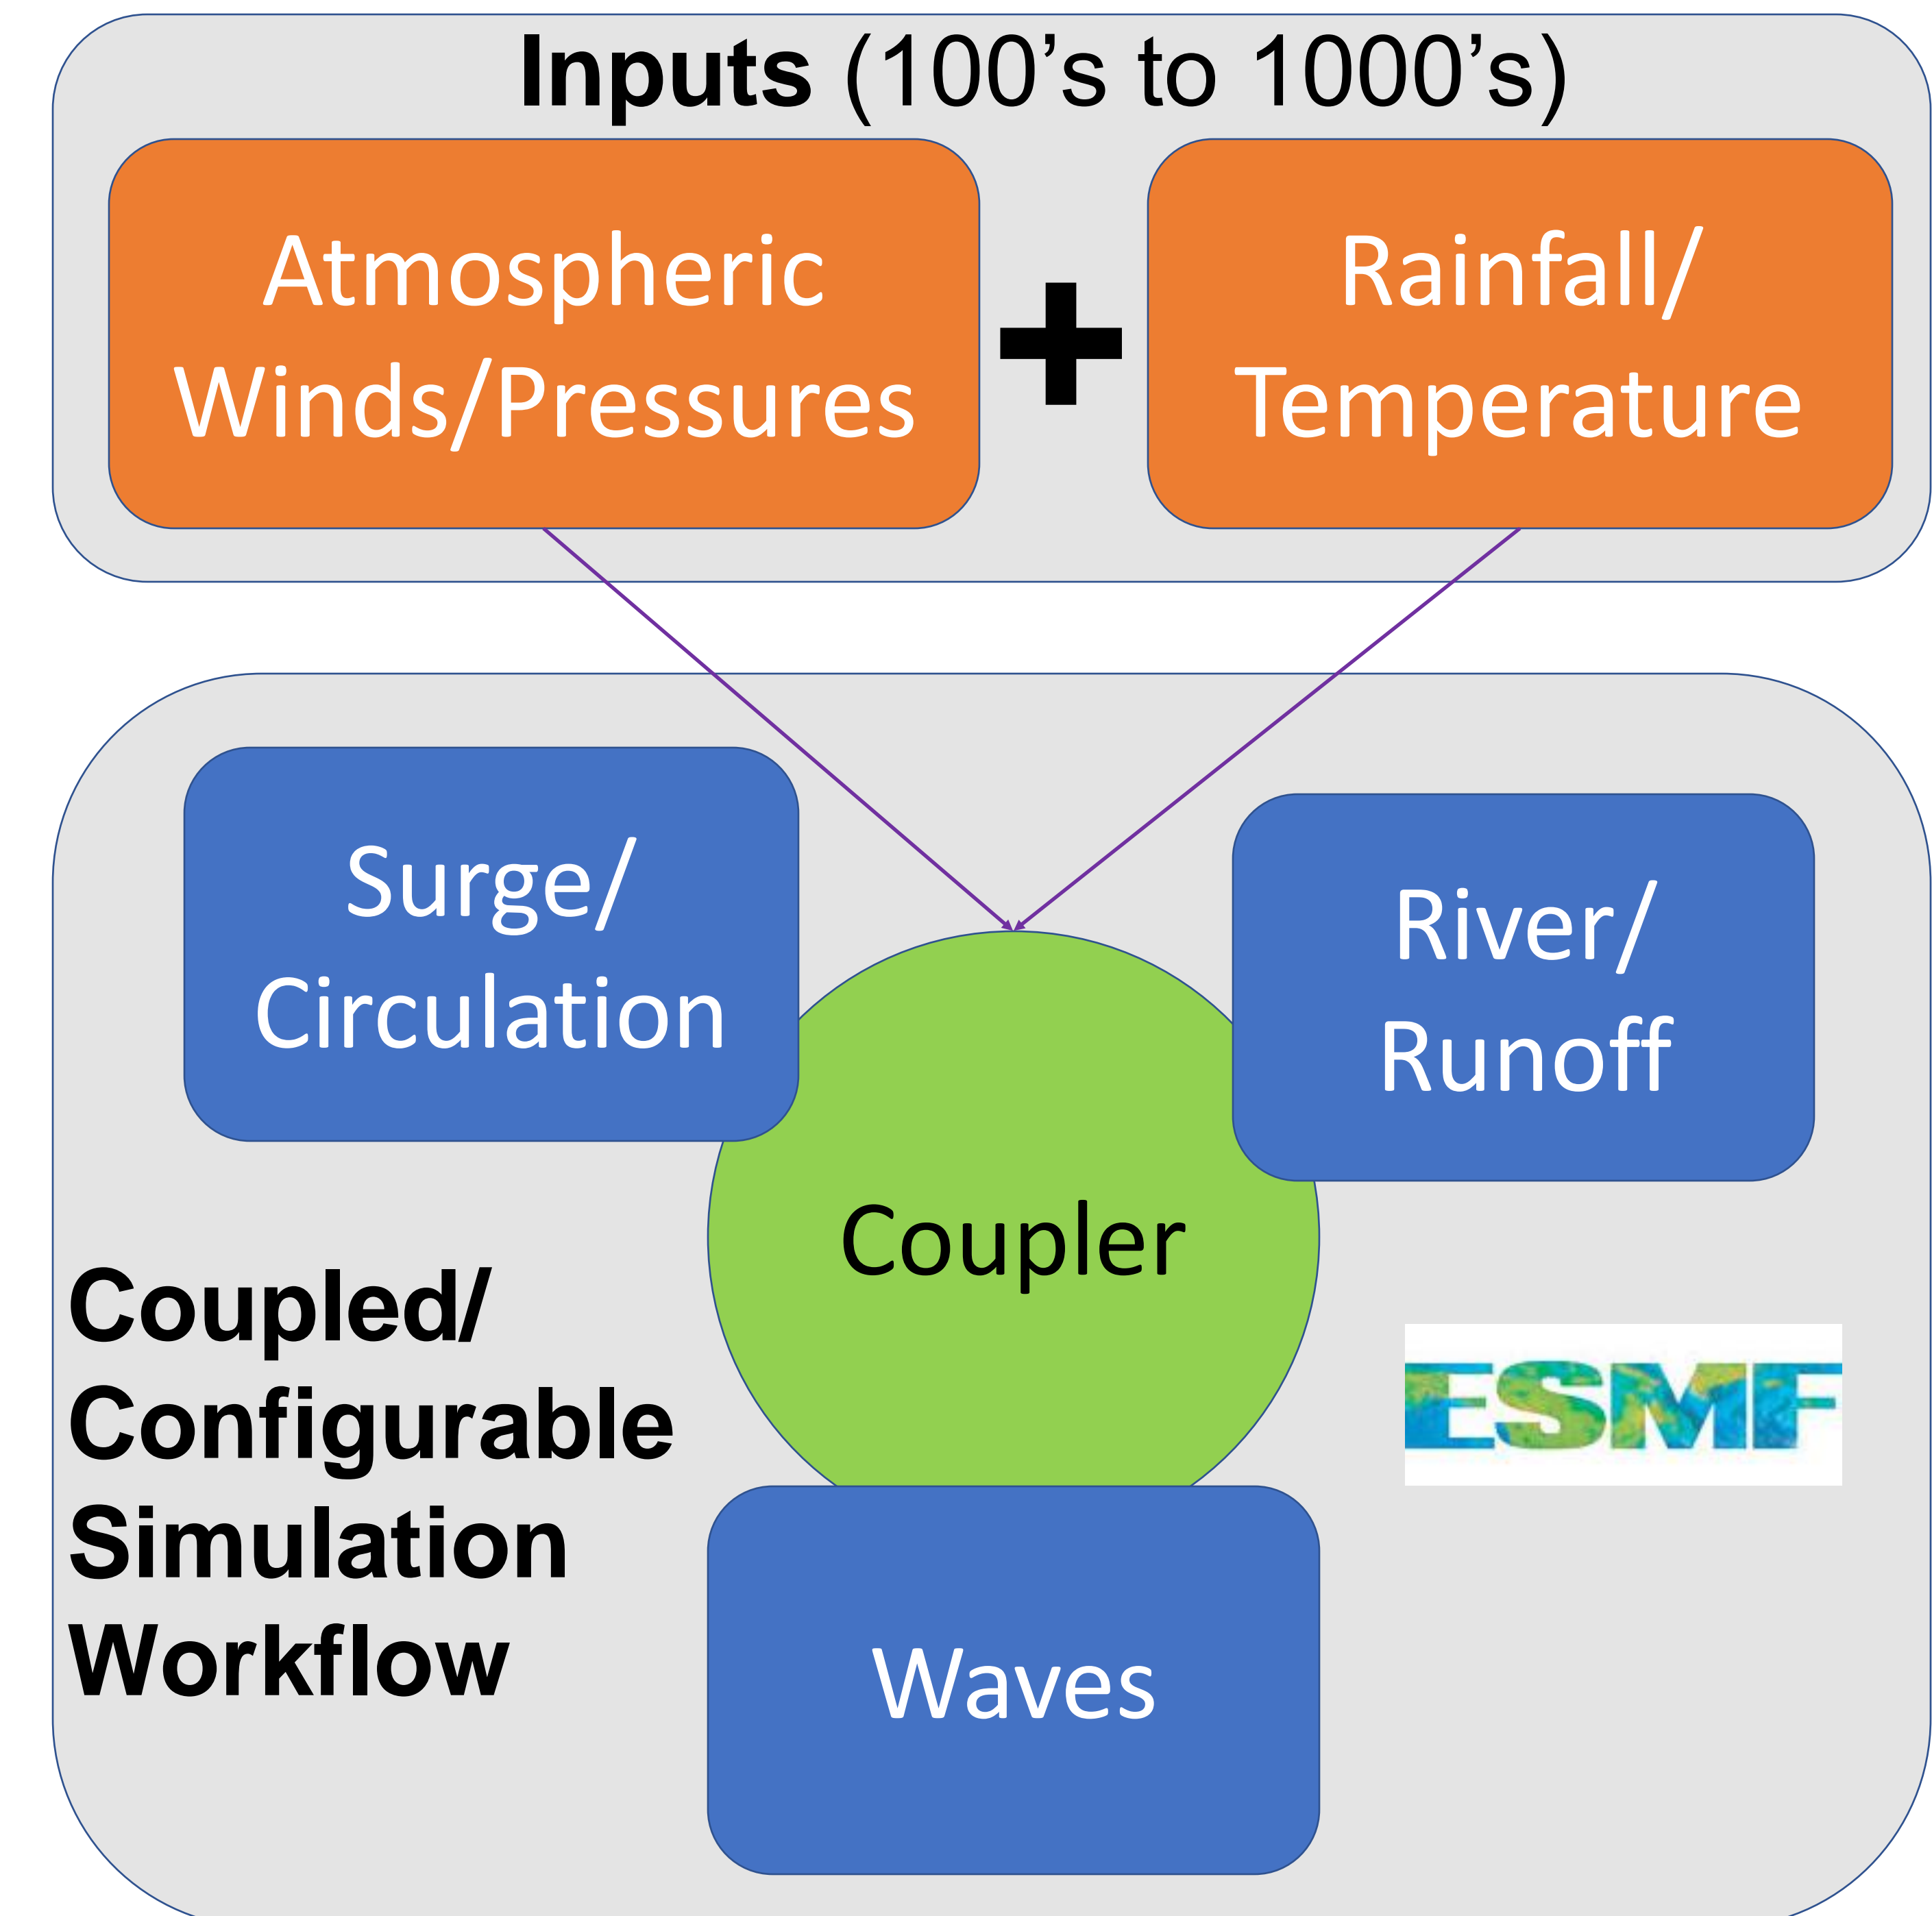 Inputs (100’s to 1000’s)
Atmospheric
Winds/Pressures
+
Rainfall/
Temperature
Surge/
Circulation
River/
Runoff
Coupler
Coupled/
Configurable
Simulation
Workflow
ESMF
Waves